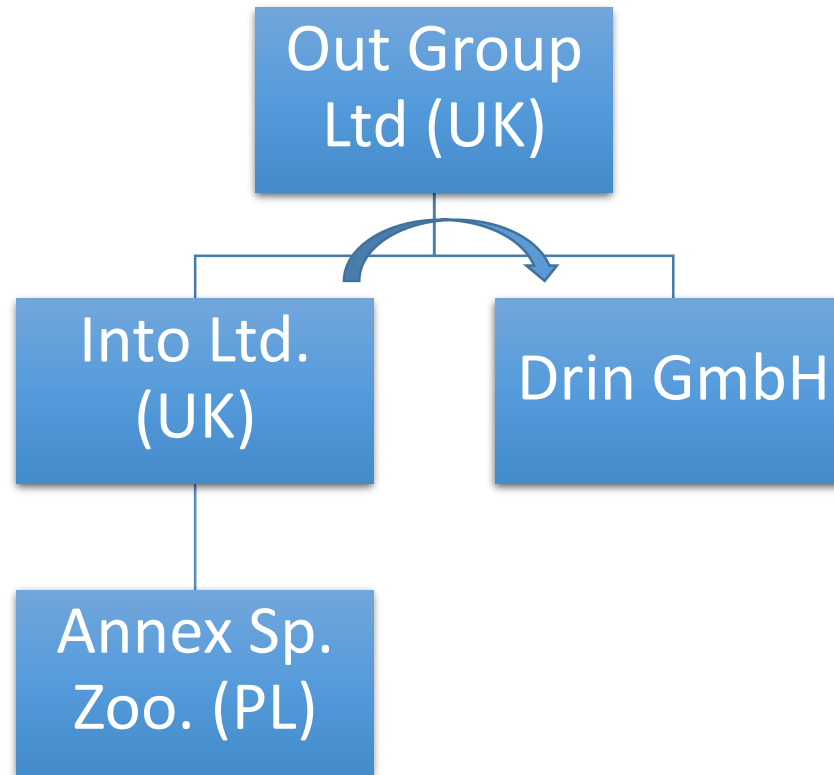 Out Group
Ltd (UK)
Into Ltd.
(UK)
Drin GmbH
Annex Sp.
Zoo. (PL)